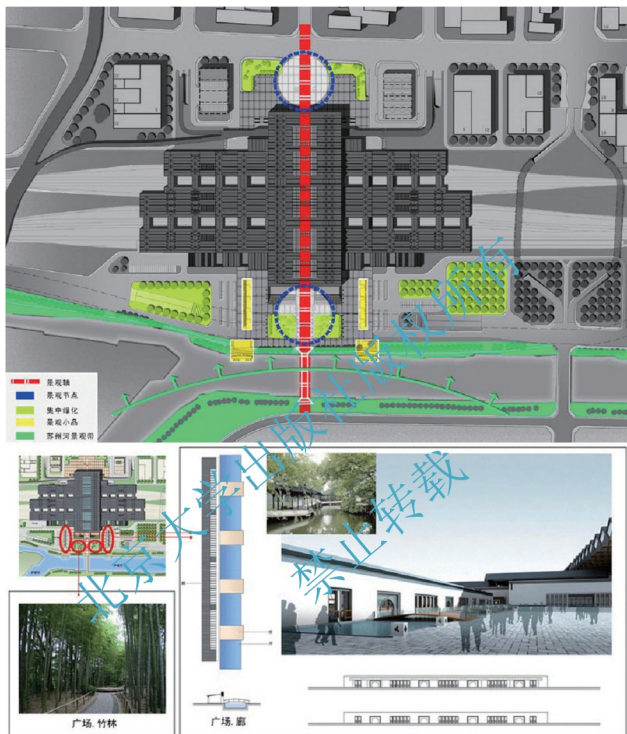 景观轴
景观节点
集中绿化
景观小品
苏州河景观带
北京大学出版社版权所有
禁止转载
广场.竹林
广场.廊